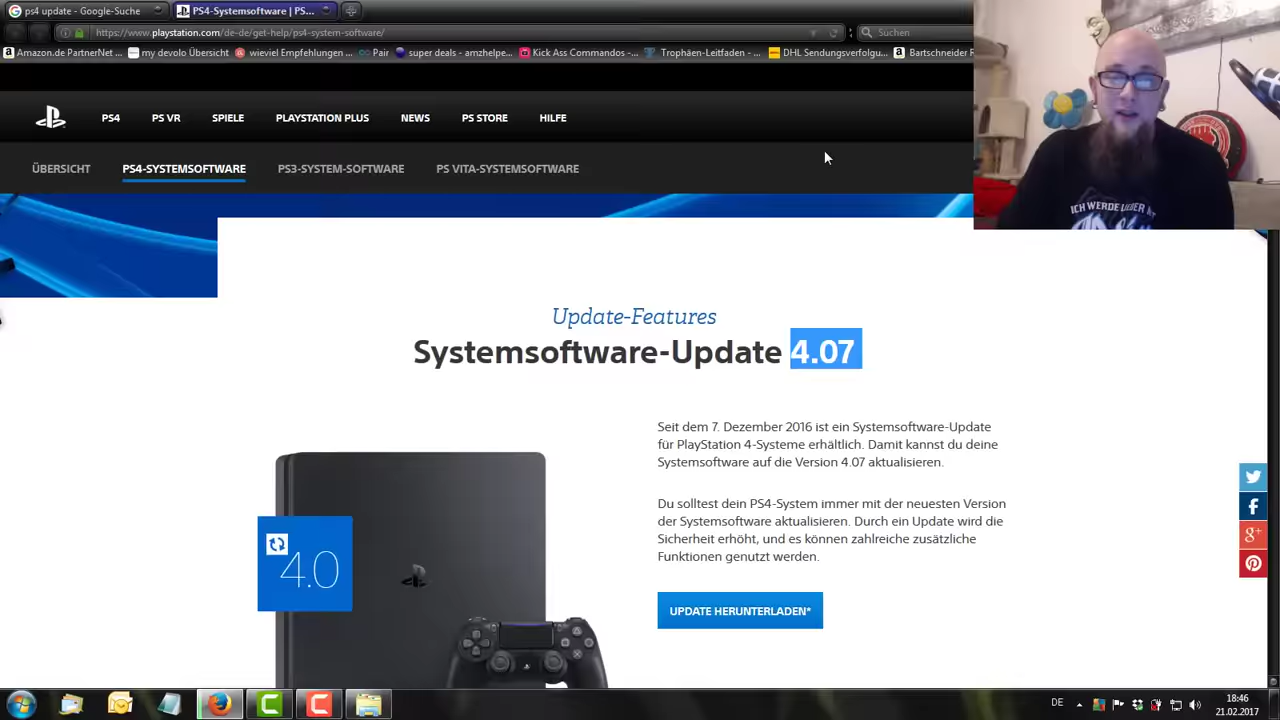 ps4 update - Google-Suche
PS4-Systemsoftware | PS...
https://www.playstation.com/de-de/get-help/ps4-system-software/
Suchen
Amazon.de PartnerNet ...
my devolo Übersicht
wieviel Empfehlungen ...
Pair
super deals - amzhelpe...
Kick Ass Commandos -...
Trophäen-Leitfaden - ...
DHL Sendungsverfolgu...
Bartschneider R
PS4
PS VR
SPIELE
PLAYSTATION PLUS
NEWS
PS STORE
HILFE
ÜBERSICHT
PS4-SYSTEMSOFTWARE
PS3-SYSTEM-SOFTWARE
PS VITA-SYSTEMSOFTWARE
ICH WERDE LIEBER
Update-Features
Systemsoftware-Update 4.07
Seit dem 7. Dezember 2016 ist ein Systemsoftware-Update
für PlayStation 4-Systeme erhältlich. Damit kannst du deine
Systemsoftware auf die Version 4.07 aktualisieren.
Du solltest dein PS4-System immer mit der neuesten Version
der Systemsoftware aktualisieren. Durch ein Update wird die
Sicherheit erhöht, und es können zahlreiche zusätzliche
Funktionen genutzt werden.
4.0
UPDATE HERUNTERLADEN*
DE
18:46
21.02.2017